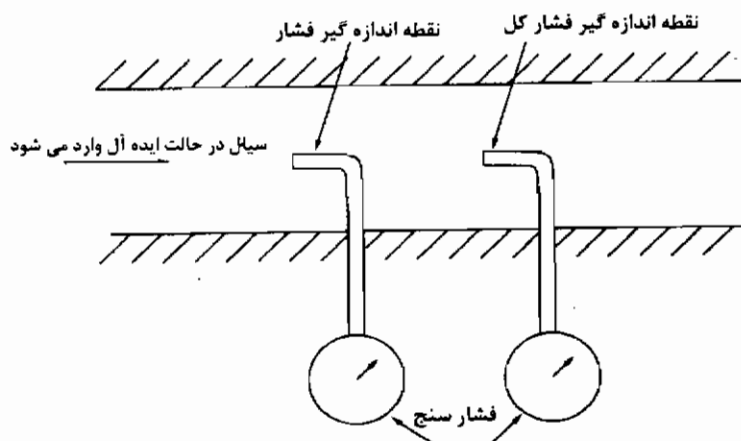 نقطه اندازه گیر فشار کل
نقطه اندازه گیر فشار
سیال در حالت ایده آل وارد می شود
فشار سنج